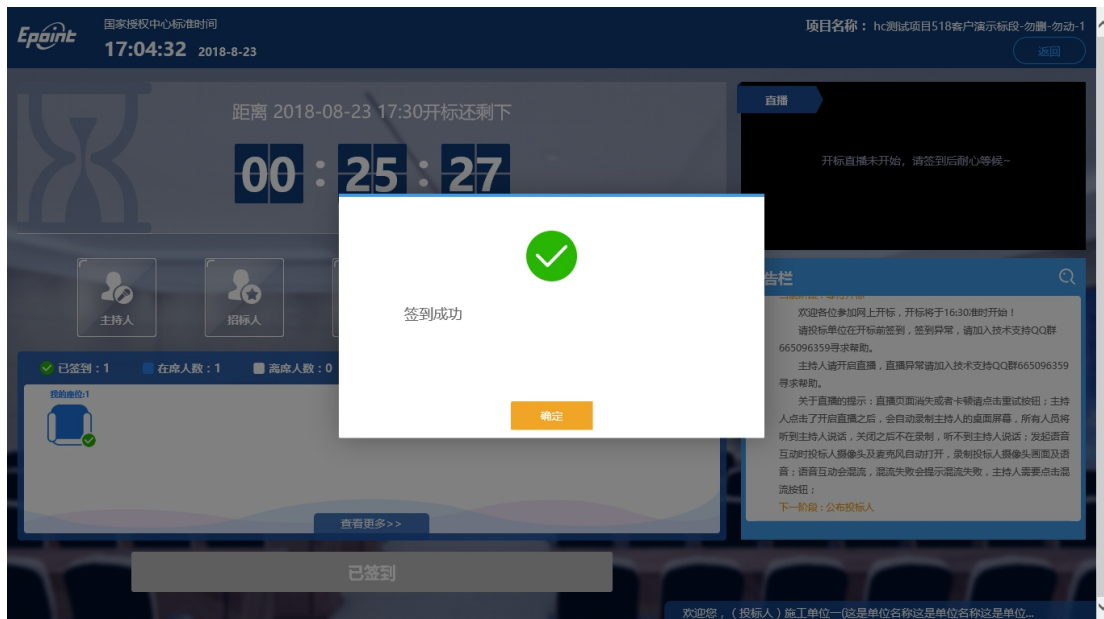 Epoint
国家授权中心标准时间
17:04:32 2018-8-23
项目名称：hc测试项目518客户演示标段-勿删-勿动-1
返回
距离 2018-08-23 17:30开标还剩下
00 : 25 : 27
直播
开标直播未开始，请签到后耐心等候~
签到成功
确定
主持人
招标人
已签到：1 在席人数：1 离席人数：0
我的座位:1
查看更多>>
已签到
告栏
欢迎各位参加网上开标，开标将于16:30准时开始！
请投标单位在开标前签到，签到异常，请加入技术支持QQ群
665096359寻求帮助。
主持人请开启直播，直播异常请加入技术支持QQ群665096359
寻求帮助。
关于直播的提示：直播页面消失或者卡顿请点击重试按钮；主持
人点击了开启直播之后，会自动录制主持人的桌面屏幕，所有人员将
听到主持人说话，关闭之后不在录制，听不到主持人说话；发起语音
互动时投标人摄像头及麦克风自动打开，录制投标人摄像头画面及语
音；语音互动会混流，混流失败会提示混流失败，主持人需要点击混
流按钮；
下一阶段：公布投标人
欢迎您，（投标人）施工单位一(这是单位名称这是单位名称这是单位...